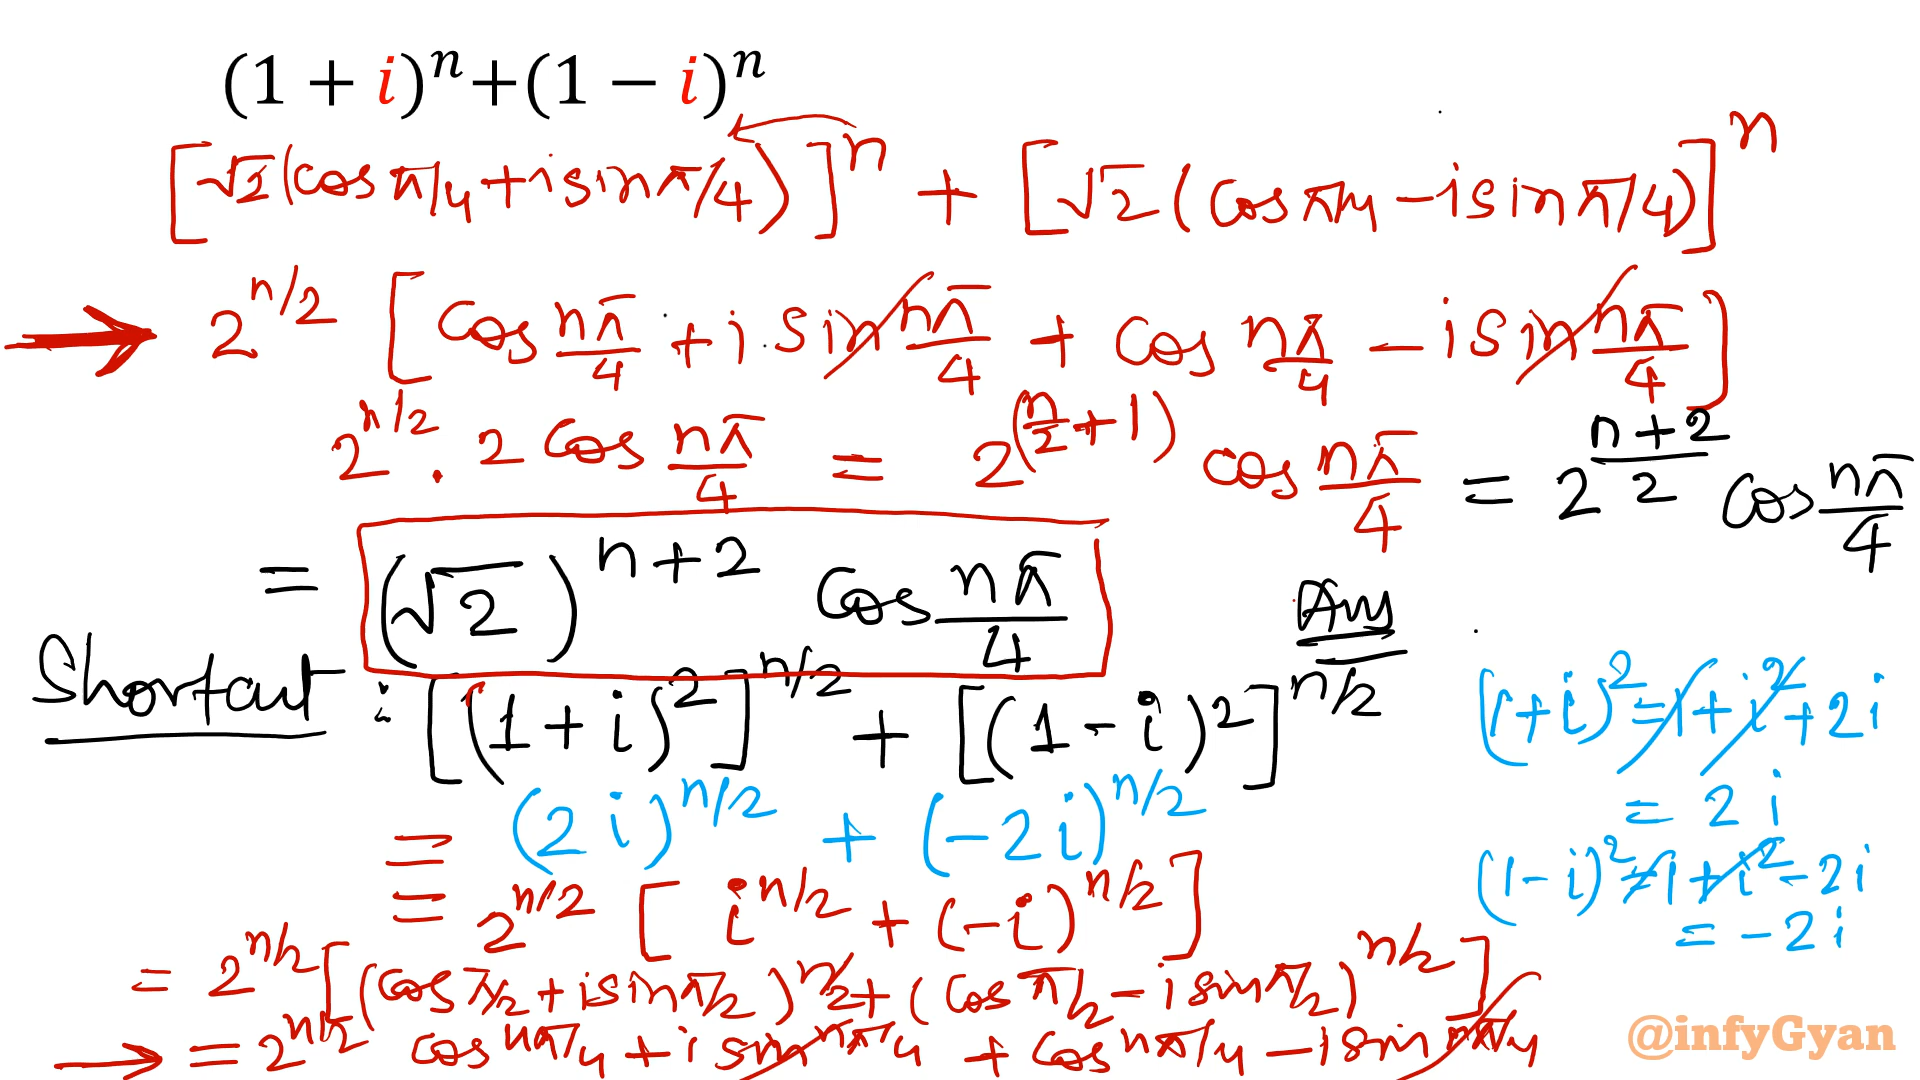 (1 + i)ⁿ+(1 − i)ⁿ
[√2(cos π/4 + i sin π/4)]ⁿ + [√2(cos π/4 − i sin π/4)]ⁿ
→ 2^(n/2) [cos nπ/4 + i sin nπ/4 + cos nπ/4 − i sin nπ/4]
2^(n/2) . 2 cos nπ/4 = 2^(n/2 + 1) cos nπ/4 = 2^((n+2)/2) cos nπ/4
= (√2)^(n+2) cos nπ/4 Ans
Shortcut : [(1+i)²]^(n/2) + [(1−i)²]^(n/2)
(1+i)² = 1 + i² + 2i
= 2i
(1−i)² = 1 + i² − 2i
= −2i
= (2i)^(n/2) + (−2i)^(n/2)
= 2^(n/2) [i^(n/2) + (−i)^(n/2)]
= 2^(n/2) [(cos π/2 + i sin π/2)^(n/2) + (cos π/2 − i sin π/2)^(n/2)]
→ = 2^(n/2) cos nπ/4 + i sin nπ/4 + cos nπ/4 − i sin nπ/4
@infyGyan